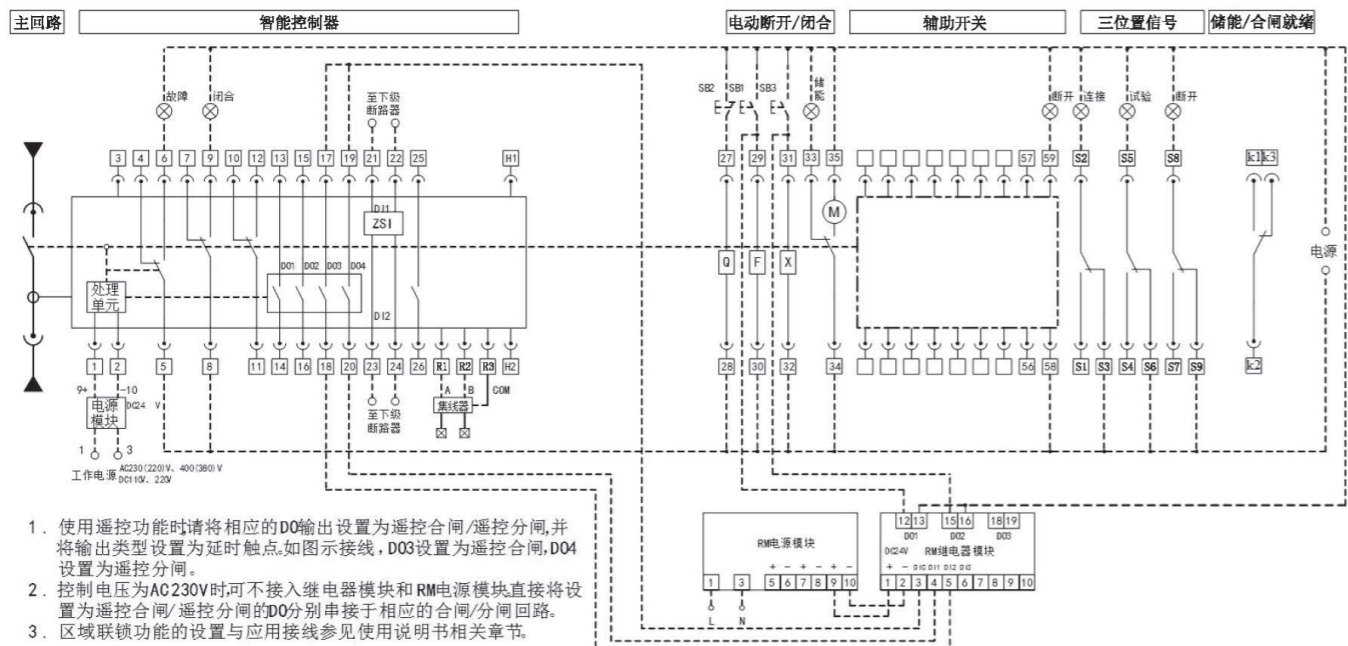 主回路 智能控制器 电动断开/闭合 辅助开关 三位置信号 储能/合闸就绪
故障 闭合 至下级 SB2 SB1 SB3 储 断开 连接 试验 断开
断路器 能
3 4 6 7 9 10 12 13 15 17 19 21 22 25 H1 27 29 31 33 35 57 59 S2 S5 S8 k1 k3
DI1
ZSI M
电源
Q F X
DO1 DO2 DO3 DO4
处理
单元
DI2
1 2 5 8 11 14 16 18 20 23 24 26 R1 R2 R3 H2 28 30 32 34 56 58 S1 S3 S4 S6 S7 S9 k2
9+ -10 A B COM
电源 DC24 V 集线器
模块 至下级
断路器
1 3
工作电源 AC230(220)V、400(380)V
DC110V、220V
12 13 15 16 18 19
DO1 DO2 DO3
RM电源模块 DC24V RM继电器模块
+ - + - + - + - DIC DI1 DI2 DI3
1 3 5 6 7 8 9 10 1 2 3 4 5 6 7 8 9 10
L N
1. 使用遥控功能时,请将相应的DO输出设置为遥控合闸/遥控分闸,并
将输出类型设置为延时触点。如图示接线,DO3设置为遥控合闸,DO4
设置为遥控分闸。
2. 控制电压为AC230V时,可不接入继电器模块和RM电源模块,直接将设
置为遥控合闸/遥控分闸的DO分别串接于相应的合闸/分闸回路。
3. 区域联锁功能的设置与应用接线参见使用说明书相关章节。